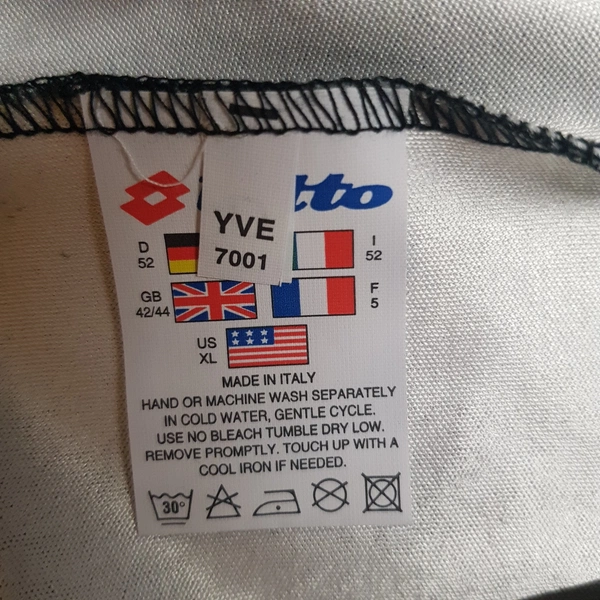 lotto
YVE
7001
D
52
I
52
GB
42/44
F
5
US
XL
MADE IN ITALY
HAND OR MACHINE WASH SEPARATELY
IN COLD WATER, GENTLE CYCLE.
USE NO BLEACH TUMBLE DRY LOW.
REMOVE PROMPTLY. TOUCH UP WITH A
COOL IRON IF NEEDED.
30°